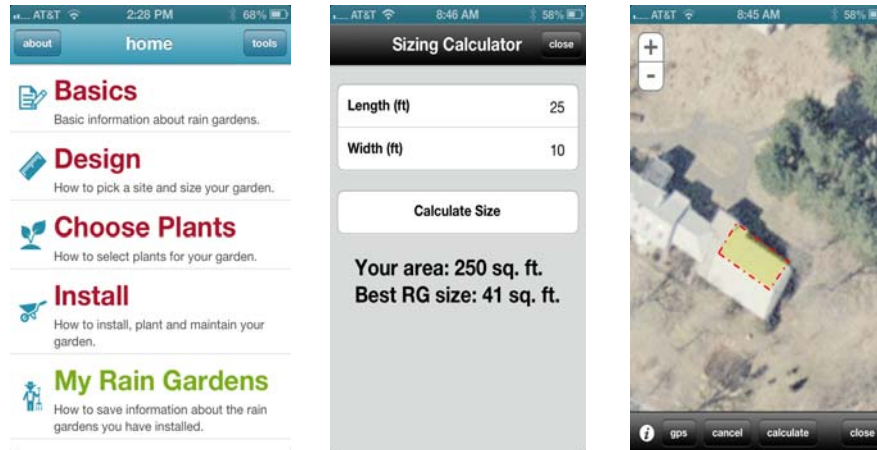 AT&T 2:28 PM 68%
about home tools
Basics
Basic information about rain gardens.
Design
How to pick a site and size your garden.
Choose Plants
How to select plants for your garden.
Install
How to install, plant and maintain your
garden.
My Rain Gardens
How to save information about the rain
gardens you have installed.
AT&T 8:46 AM 58%
Sizing Calculator close
Length (ft) 25
Width (ft) 10
Calculate Size
Your area: 250 sq. ft.
Best RG size: 41 sq. ft.
AT&T 8:45 AM 58%
+
-
i gps cancel calculate close